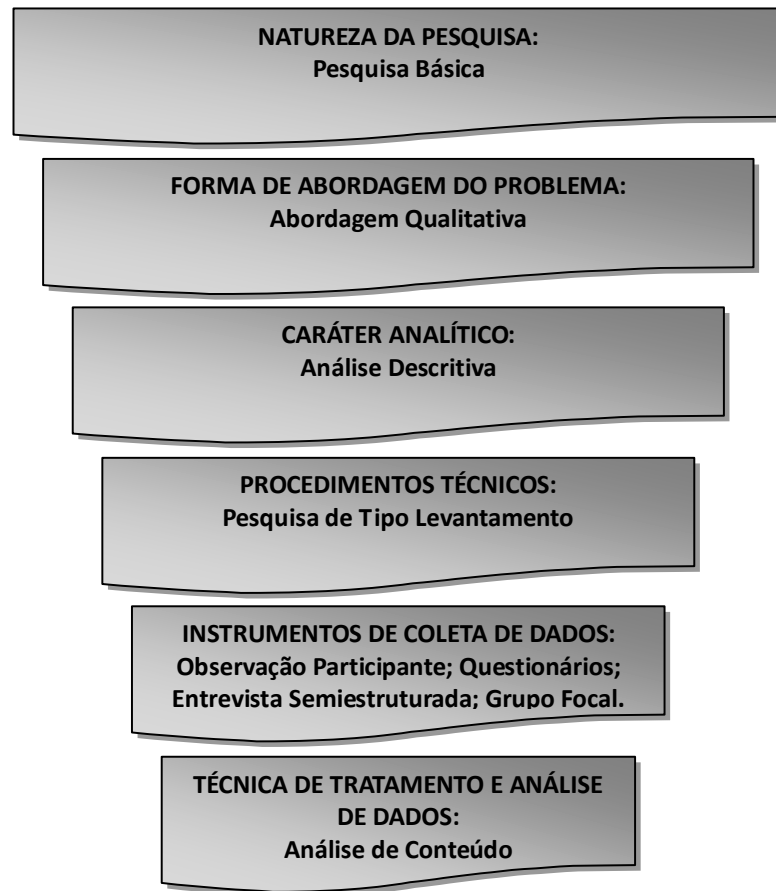 NATUREZA DA PESQUISA:
Pesquisa Básica
FORMA DE ABORDAGEM DO PROBLEMA:
Abordagem Qualitativa
CARÁTER ANALÍTICO:
Análise Descritiva
PROCEDIMENTOS TÉCNICOS:
Pesquisa de Tipo Levantamento
INSTRUMENTOS DE COLETA DE DADOS:
Observação Participante; Questionários;
Entrevista Semiestruturada; Grupo Focal.
TÉCNICA DE TRATAMENTO E ANÁLISE
DE DADOS:
Análise de Conteúdo